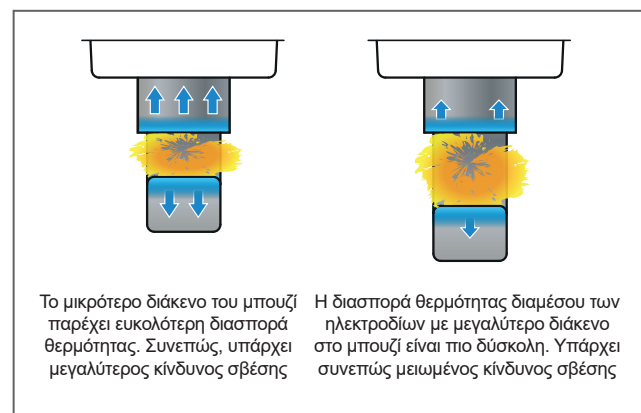 Το μικρότερο διάκενο του μπουζί
παρέχει ευκολότερη διασπορά
θερμότητας. Συνεπώς, υπάρχει
μεγαλύτερος κίνδυνος σβέσης
Η διασπορά θερμότητας διαμέσου των
ηλεκτροδίων με μεγαλύτερο διάκενο
στο μπουζί είναι πιο δύσκολη. Υπάρχει
συνεπώς μειωμένος κίνδυνος σβέσης